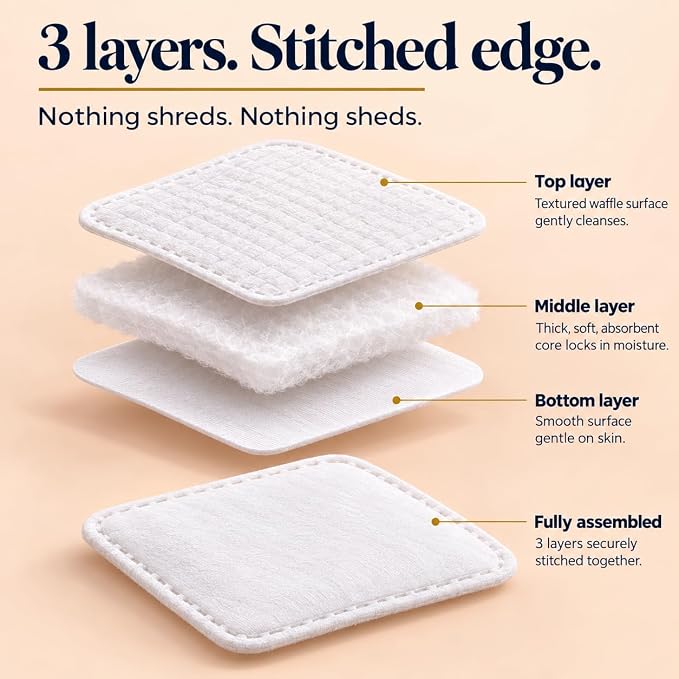 3 layers. Stitched edge.
Nothing shreds. Nothing sheds.
Top layer
Textured waffle surface
gently cleanses.
Middle layer
Thick, soft, absorbent
core locks in moisture.
Bottom layer
Smooth surface
gentle on skin.
Fully assembled
3 layers securely
stitched together.